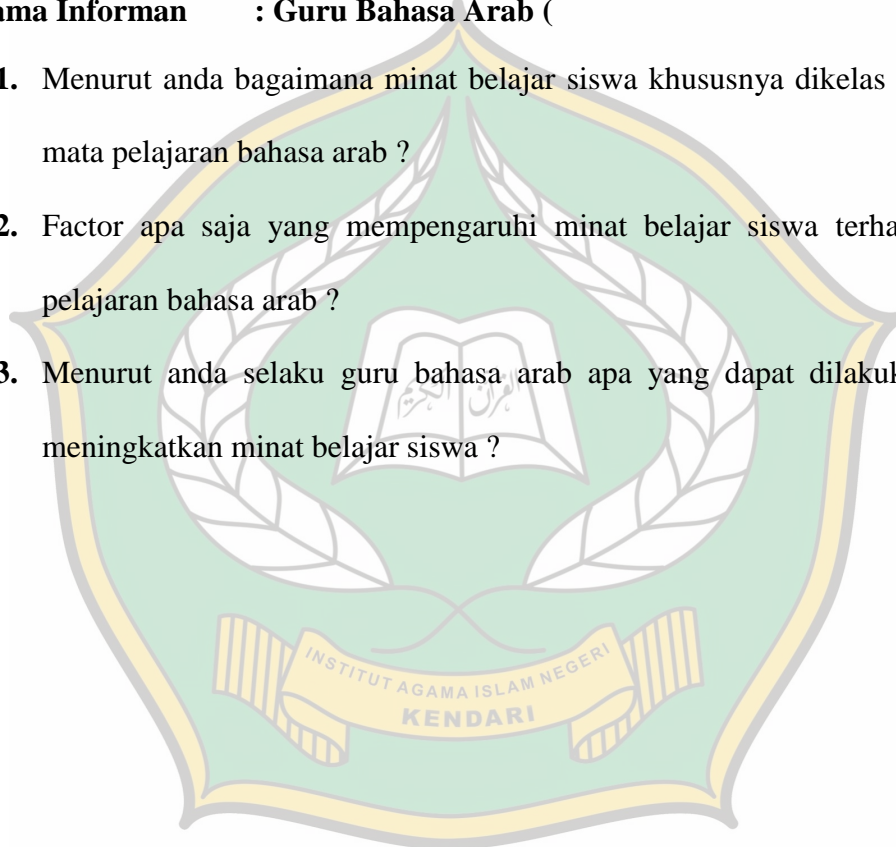 ama Informan : Guru Bahasa Arab (
1. Menurut anda bagaimana minat belajar siswa khususnya dikelas
mata pelajaran bahasa arab ?
2. Factor apa saja yang mempengaruhi minat belajar siswa terha
pelajaran bahasa arab ?
3. Menurut anda selaku guru bahasa arab apa yang dapat dilakuk
meningkatkan minat belajar siswa ?
القرآن الكريم
INSTITUT AGAMA ISLAM NEGERI
KENDARI